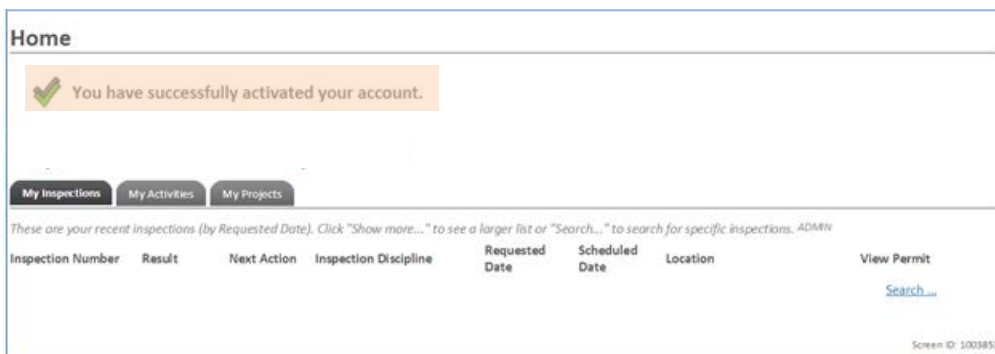 Home
You have successfully activated your account.
My Inspections My Activities My Projects
These are your recent inspections (by Requested Date). Click "Show more..." to see a larger list or "Search..." to search for specific inspections. ADMIN
Inspection Number Result Next Action Inspection Discipline Requested Date Scheduled Date Location View Permit
Search ...
Screen ID: 100385